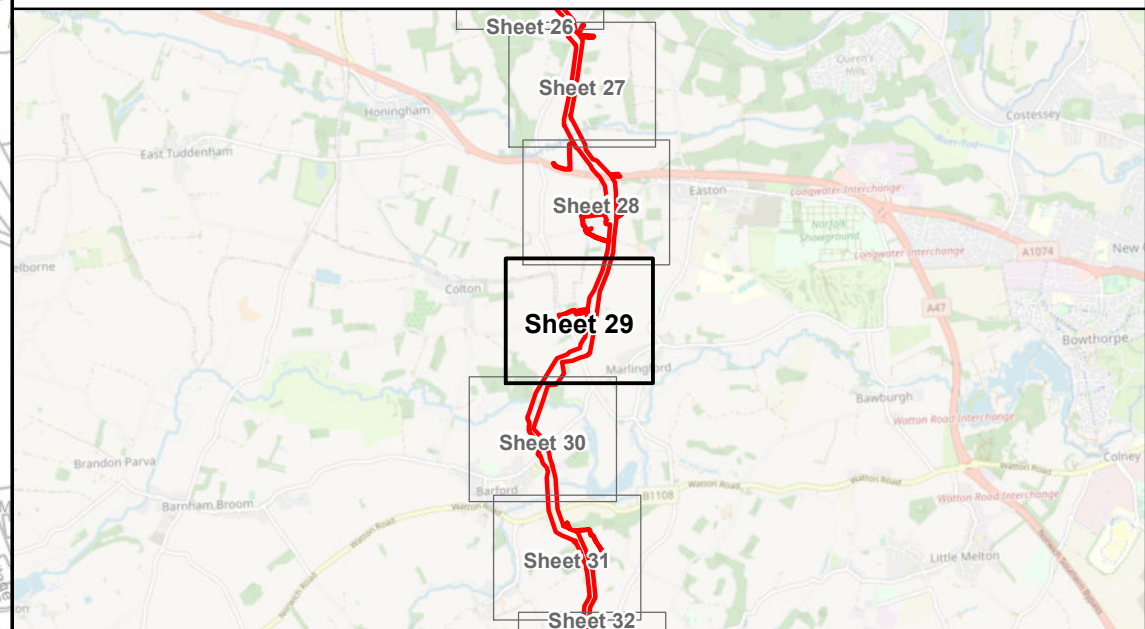 Sheet 26
Sheet 27
Queen's
Hills
Honingham
Costessey
East Tuddenham
River Tud
Easton
Longwater Interchange
Sheet 28
Norfolk
Showground
A1074
New
Longwater Interchange
elborne
Colton
A47
Sheet 29
Bowthorpe
Marlingford
Bawburgh
Watton Road Interchange
Sheet 30
Brandon Parva
Colney
Watton Road
Barford
B1108
Watton Road
Watton Road
Watton Road Interchange
Barnham Broom
Watton Road
Norwich Road
Sheet 31
Little Melton
Norwich Southern Bypass
Sheet 32